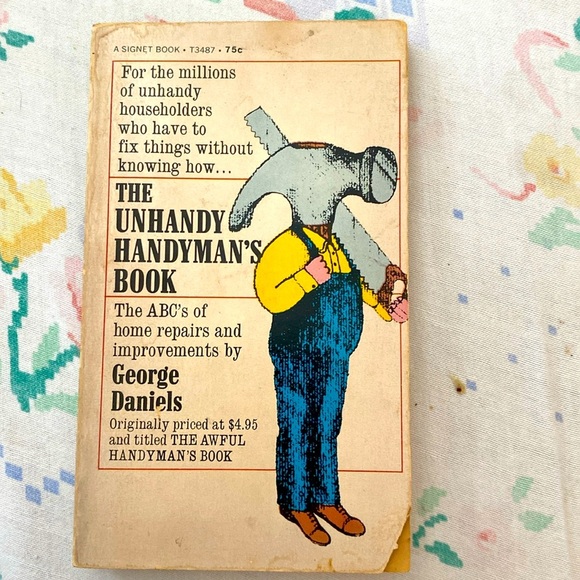 A SIGNET BOOK • T3487 • 75c
For the millions
of unhandy
householders
who have to
fix things without
knowing how...
THE
UNHANDY
HANDYMAN'S
BOOK
The ABC's of
home repairs and
improvements by
George
Daniels
Originally priced at $4.95
and titled THE AWFUL
HANDYMAN'S BOOK